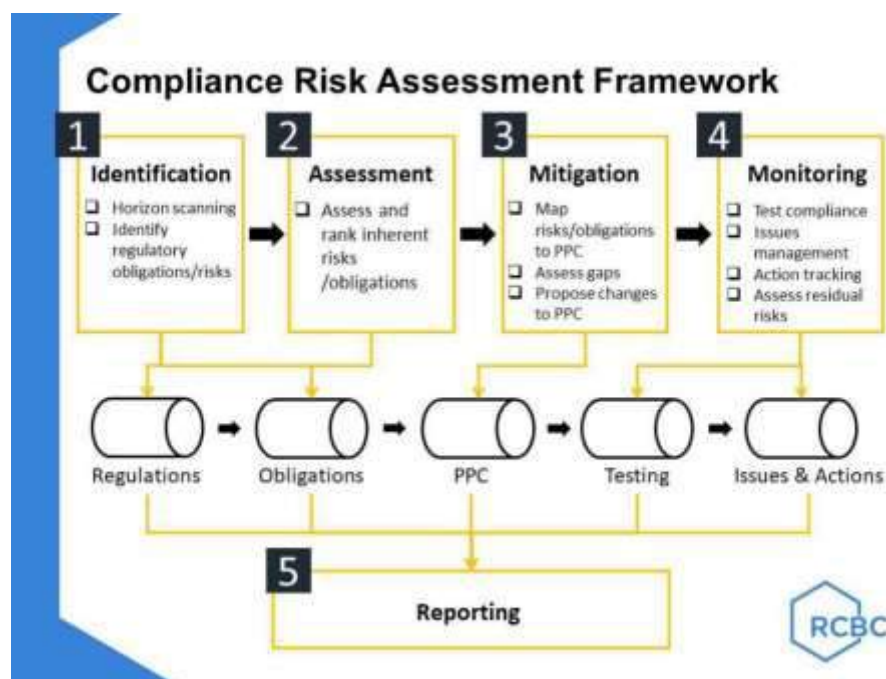 Compliance Risk Assessment Framework
1
Identification
Horizon scanning
Identify
regulatory
obligations/risks
2
Assessment
Assess and
rank inherent
risks
/obligations
3
Mitigation
Map
risks/obligations
to PPC
Assess gaps
Propose changes
to PPC
4
Monitoring
Test compliance
Issues
management
Action tracking
Assess residual
risks
Regulations
Obligations
PPC
Testing
Issues & Actions
5
Reporting
RCBC